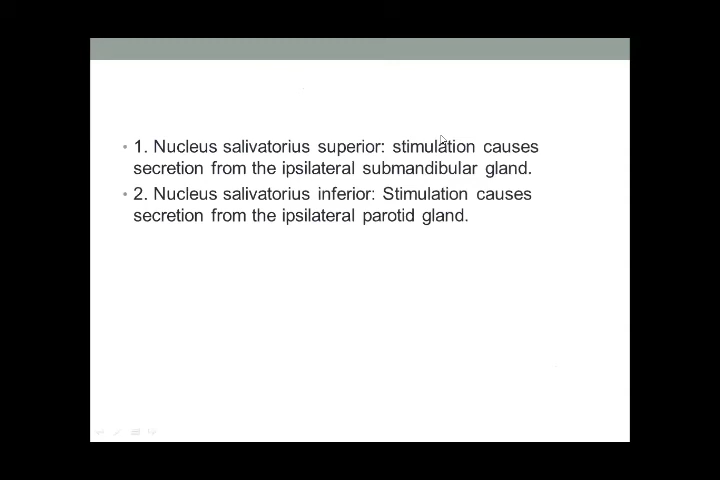 • 1. Nucleus salivatorius superior: stimulation causes
secretion from the ipsilateral submandibular gland.
• 2. Nucleus salivatorius inferior: Stimulation causes
secretion from the ipsilateral parotid gland.